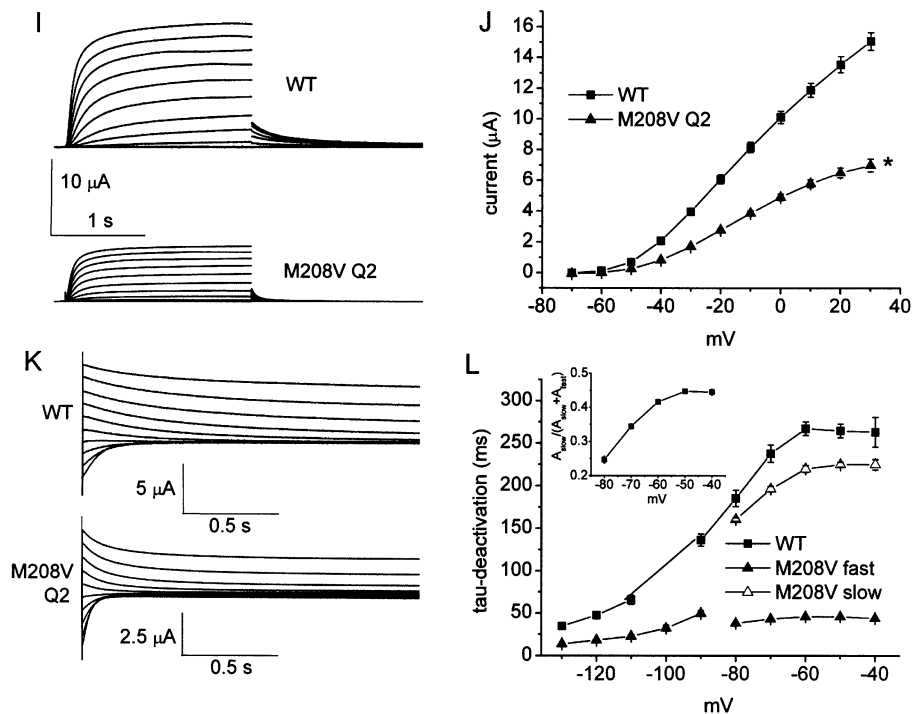 I
WT
10 μA
1 s
M208V Q2
J
16
14
12
10
8
6
4
2
0
current (μA)
WT
M208V Q2
*
-80 -60 -40 -20 0 20 40
mV
K
WT
5 μA
0.5 s
M208V
Q2
2.5 μA
0.5 s
L
300
250
200
150
100
50
0
tau-deactivation (ms)
0.5
0.4
0.3
0.2
Aslow/(Aslow+Afast)
-80 -70 -60 -50 -40
mV
WT
M208V fast
M208V slow
-120 -100 -80 -60 -40
mV